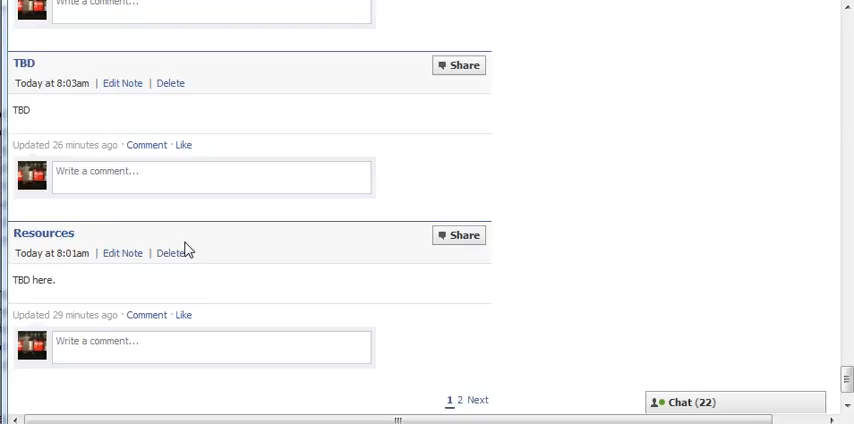 Write a comment...
TBD
Share
Today at 8:03am | Edit Note | Delete
TBD
Updated 26 minutes ago · Comment · Like
Write a comment...
Resources
Share
Today at 8:01am | Edit Note | Delete
TBD here.
Updated 29 minutes ago · Comment · Like
Write a comment...
1 2 Next
Chat (22)